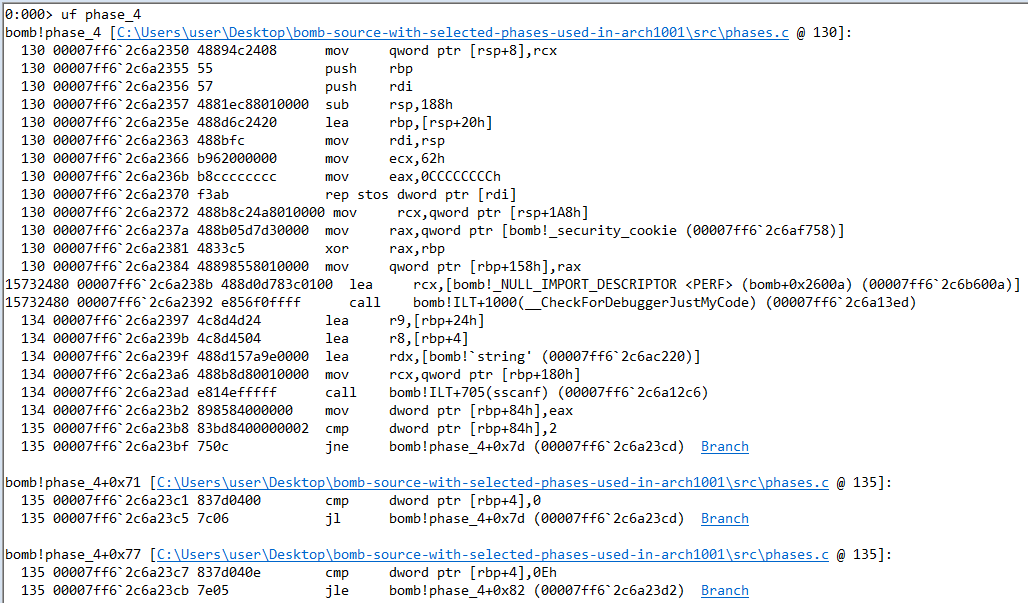 0:000> uf phase_4
bomb!phase_4 [C:\Users\user\Desktop\bomb-source-with-selected-phases-used-in-arch1001\src\phases.c @ 130]:
  130 00007ff6`2c6a2350 48894c2408      mov     qword ptr [rsp+8],rcx
  130 00007ff6`2c6a2355 55              push    rbp
  130 00007ff6`2c6a2356 57              push    rdi
  130 00007ff6`2c6a2357 4881ec88010000  sub     rsp,188h
  130 00007ff6`2c6a235e 488d6c2420      lea     rbp,[rsp+20h]
  130 00007ff6`2c6a2363 488bfc          mov     rdi,rsp
  130 00007ff6`2c6a2366 b962000000      mov     ecx,62h
  130 00007ff6`2c6a236b b8cccccccc      mov     eax,0CCCCCCCCh
  130 00007ff6`2c6a2370 f3ab            rep stos dword ptr [rdi]
  130 00007ff6`2c6a2372 488b8c24a8010000 mov     rcx,qword ptr [rsp+1A8h]
  130 00007ff6`2c6a237a 488b05d7d30000  mov     rax,qword ptr [bomb!_security_cookie (00007ff6`2c6af758)]
  130 00007ff6`2c6a2381 4833c5          xor     rax,rbp
  130 00007ff6`2c6a2384 48898558010000  mov     qword ptr [rbp+158h],rax
15732480 00007ff6`2c6a238b 488d0d783c0100  lea     rcx,[bomb!_NULL_IMPORT_DESCRIPTOR <PERF> (bomb+0x2600a) (00007ff6`2c6b600a)]
15732480 00007ff6`2c6a2392 e856f0ffff      call    bomb!ILT+1000(__CheckForDebuggerJustMyCode) (00007ff6`2c6a13ed)
  134 00007ff6`2c6a2397 4c8d4d24        lea     r9,[rbp+24h]
  134 00007ff6`2c6a239b 4c8d4504        lea     r8,[rbp+4]
  134 00007ff6`2c6a239f 488d157a9e0000  lea     rdx,[bomb!`string' (00007ff6`2c6ac220)]
  134 00007ff6`2c6a23a6 488b8d80010000  mov     rcx,qword ptr [rbp+180h]
  134 00007ff6`2c6a23ad e814efffff      call    bomb!ILT+705(sscanf) (00007ff6`2c6a12c6)
  134 00007ff6`2c6a23b2 898584000000    mov     dword ptr [rbp+84h],eax
  135 00007ff6`2c6a23b8 83bd8400000002  cmp     dword ptr [rbp+84h],2
  135 00007ff6`2c6a23bf 750c            jne     bomb!phase_4+0x7d (00007ff6`2c6a23cd)  Branch

bomb!phase_4+0x71 [C:\Users\user\Desktop\bomb-source-with-selected-phases-used-in-arch1001\src\phases.c @ 135]:
  135 00007ff6`2c6a23c1 837d0400        cmp     dword ptr [rbp+4],0
  135 00007ff6`2c6a23c5 7c06            jl      bomb!phase_4+0x7d (00007ff6`2c6a23cd)  Branch

bomb!phase_4+0x77 [C:\Users\user\Desktop\bomb-source-with-selected-phases-used-in-arch1001\src\phases.c @ 135]:
  135 00007ff6`2c6a23c7 837d040e        cmp     dword ptr [rbp+4],0Eh
  135 00007ff6`2c6a23cb 7e05            jle     bomb!phase_4+0x82 (00007ff6`2c6a23d2)  Branch